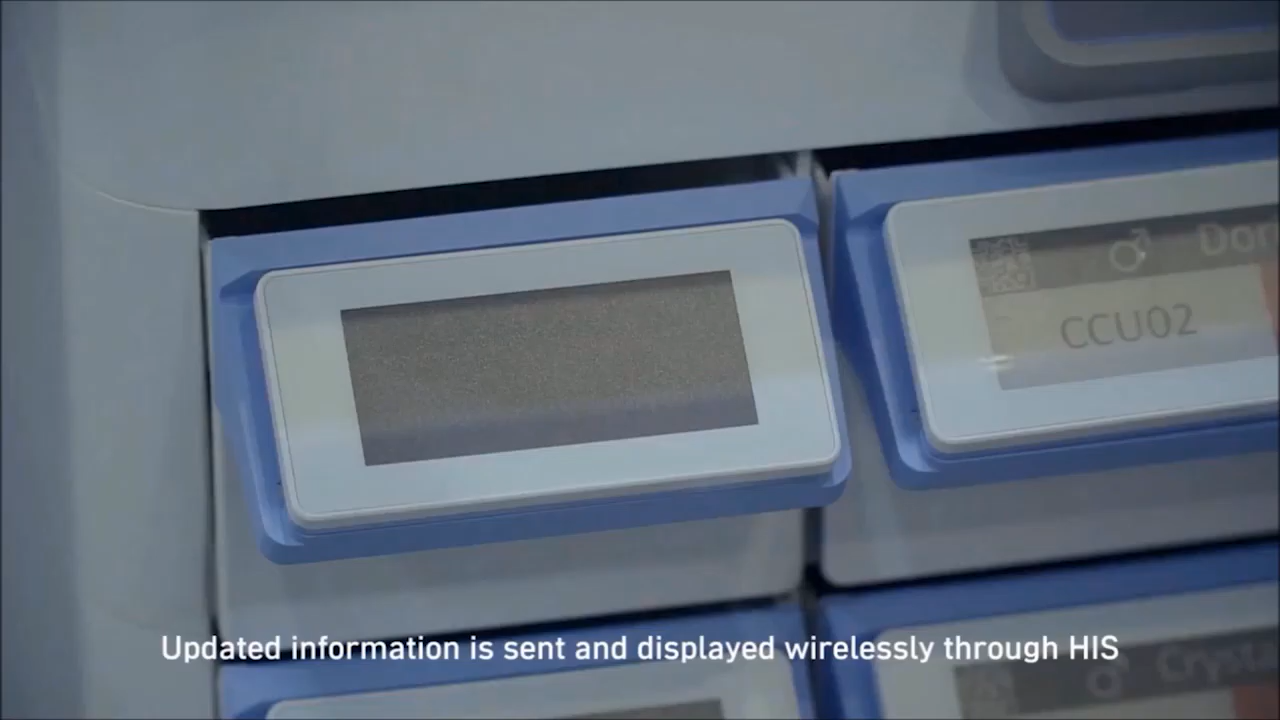 CCU02
Updated information is sent and displayed wirelessly through HIS